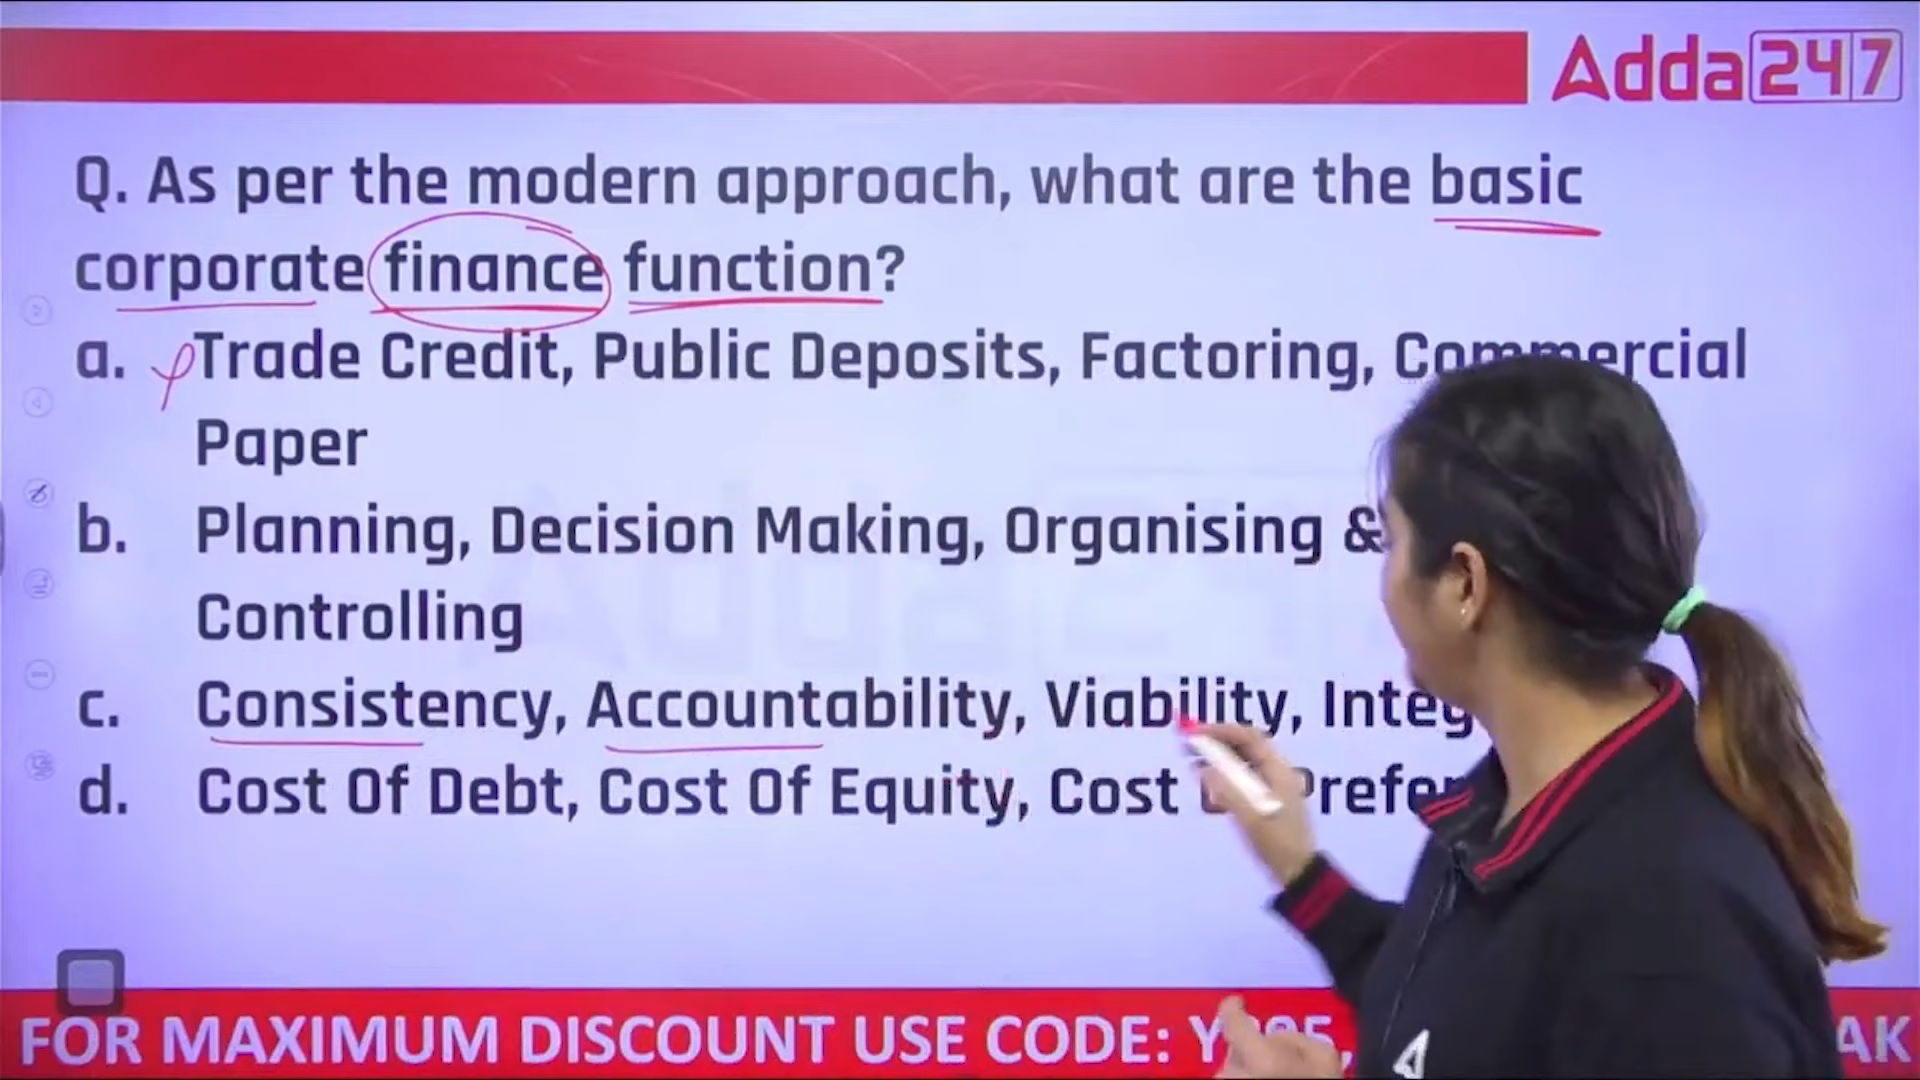 Adda247
Q. As per the modern approach, what are the basic
corporate finance function?
a. Trade Credit, Public Deposits, Factoring, Commercial
Paper
b. Planning, Decision Making, Organising &
Controlling
c. Consistency, Accountability, Viability,
d. Cost Of Debt, Cost Of Equity, Cost
FOR MAXIMUM DISCOUNT USE CODE: